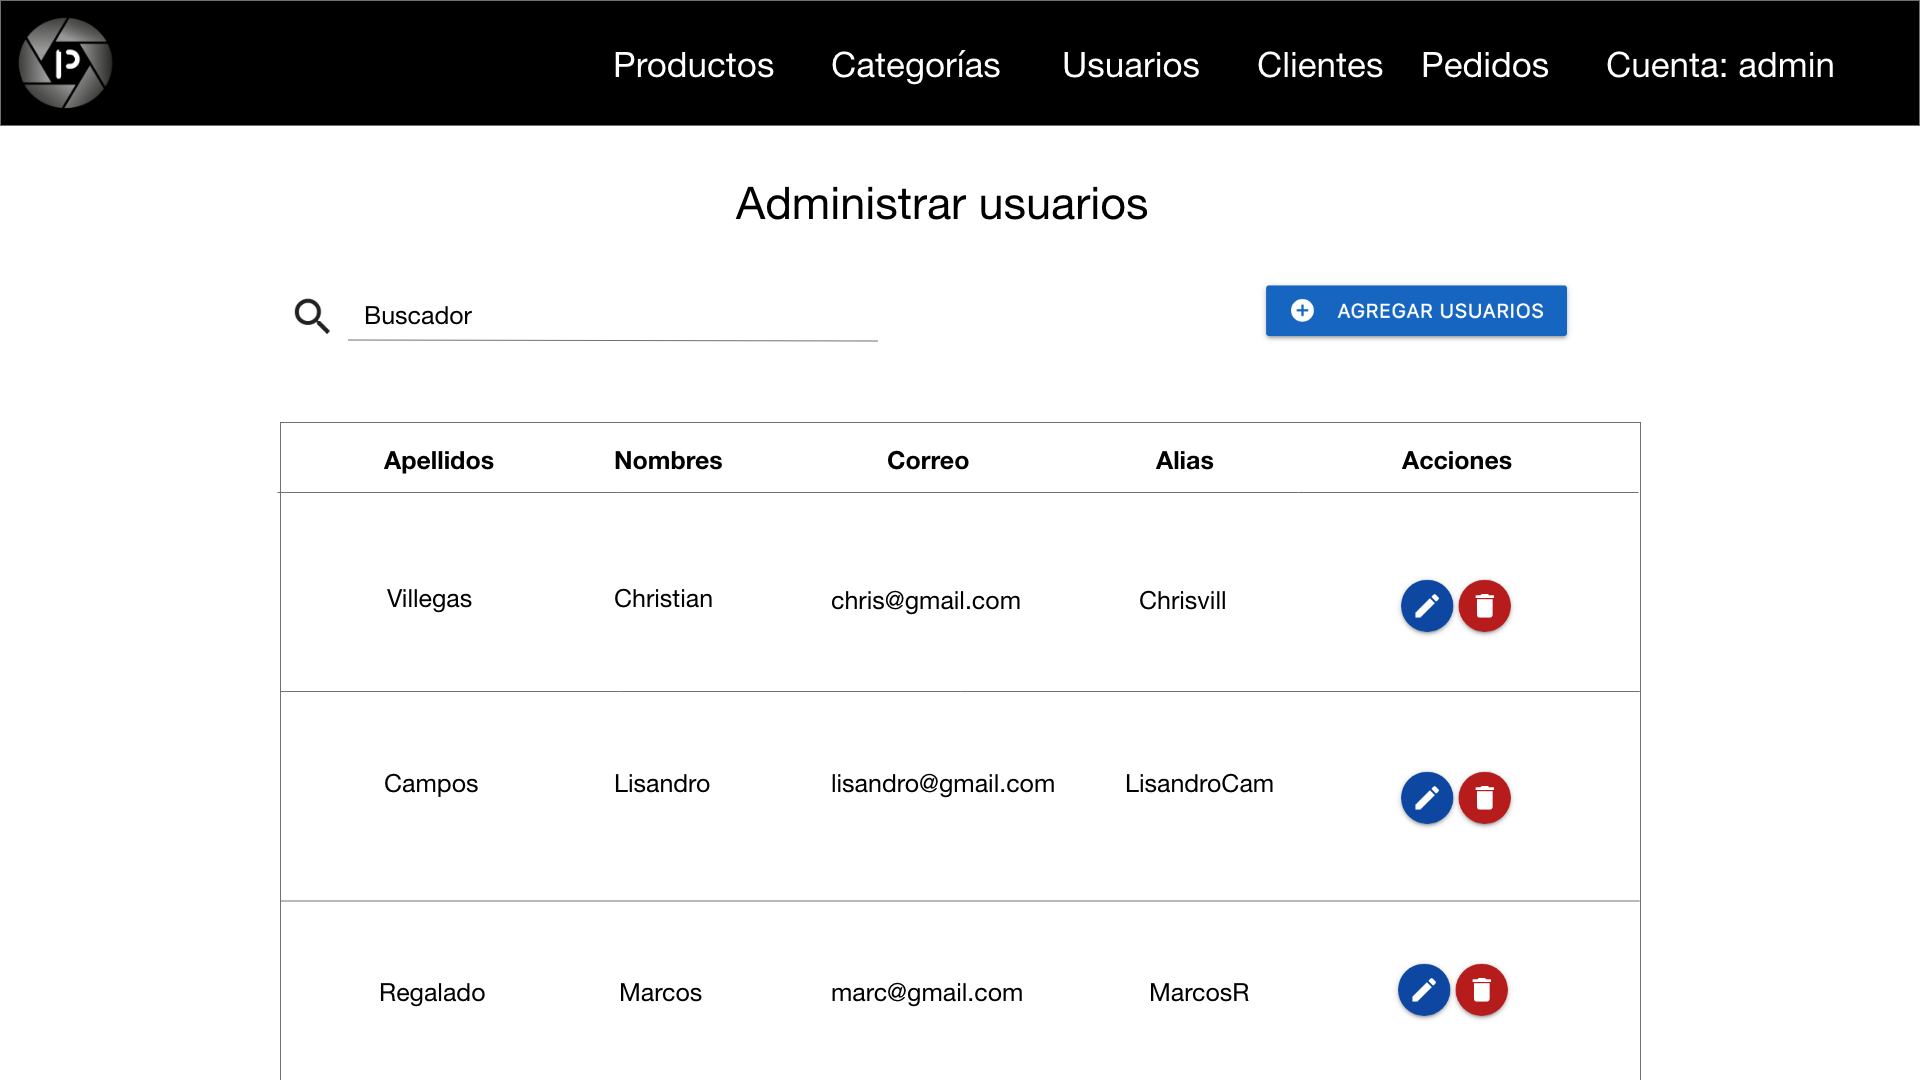 P
Productos Categorías Usuarios Clientes Pedidos Cuenta: admin
Administrar usuarios
Buscador
AGREGAR USUARIOS
Apellidos Nombres Correo Alias Acciones
Villegas Christian chris@gmail.com Chrisvill
Campos Lisandro lisandro@gmail.com LisandroCam
Regalado Marcos marc@gmail.com MarcosR